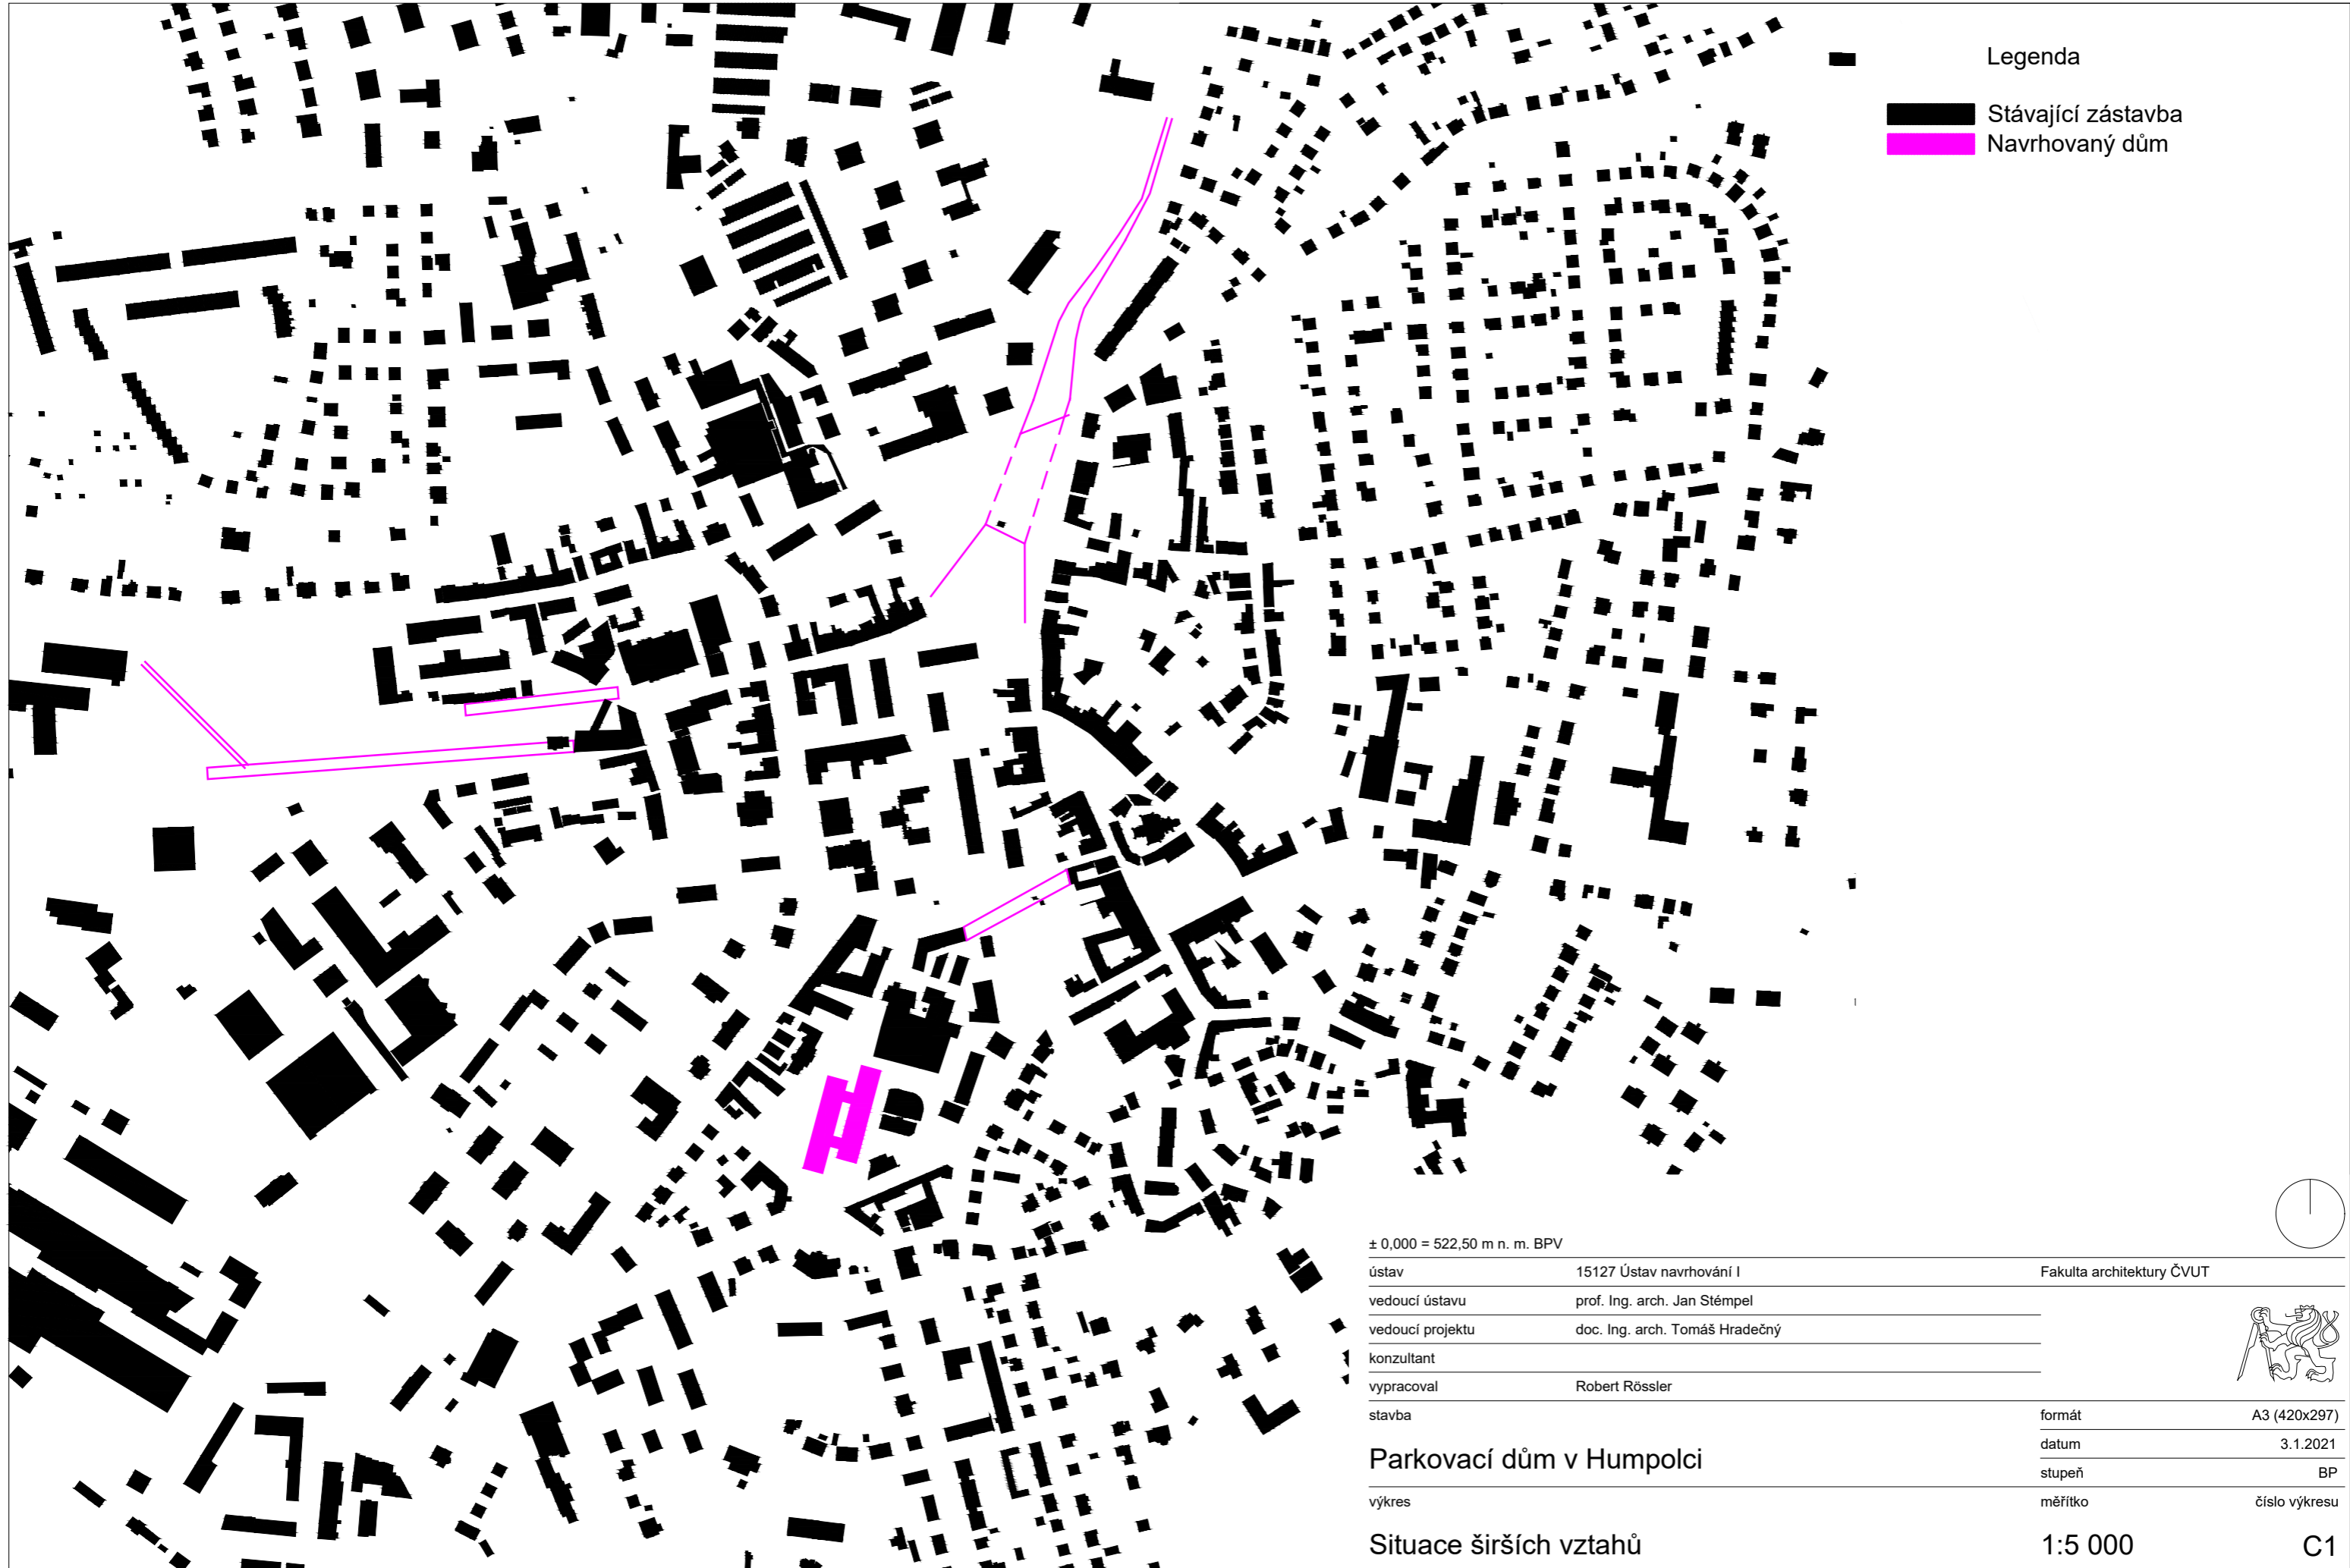 Legenda
Stávající zástavba
Navrhovaný dům
± 0,000 = 522,50 m n. m. BPV
ústav 15127 Ústav navrhování I Fakulta architektury ČVUT
vedoucí ústavu prof. Ing. arch. Jan Stémpel
vedoucí projektu doc. Ing. arch. Tomáš Hradečný
konzultant
vypracoval Robert Rössler
stavba formát A3 (420x297)
datum 3.1.2021
Parkovací dům v Humpolci
stupeň BP
výkres měřítko číslo výkresu
Situace širších vztahů 1:5 000 C1